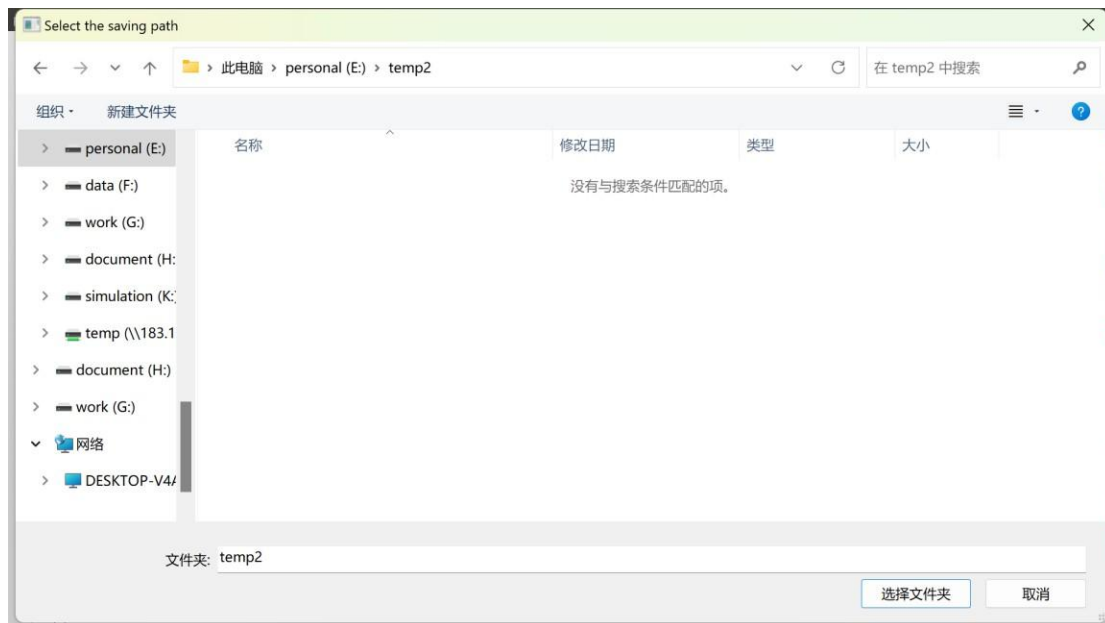 Select the saving path
此电脑 > personal (E:) > temp2
在 temp2 中搜索
组织
新建文件夹
名称
修改日期
类型
大小
没有与搜索条件匹配的项。
personal (E:)
data (F:)
work (G:)
document (H:
simulation (K:
temp (\\183.1
document (H:)
work (G:)
网络
DESKTOP-V4
文件夹: temp2
选择文件夹
取消